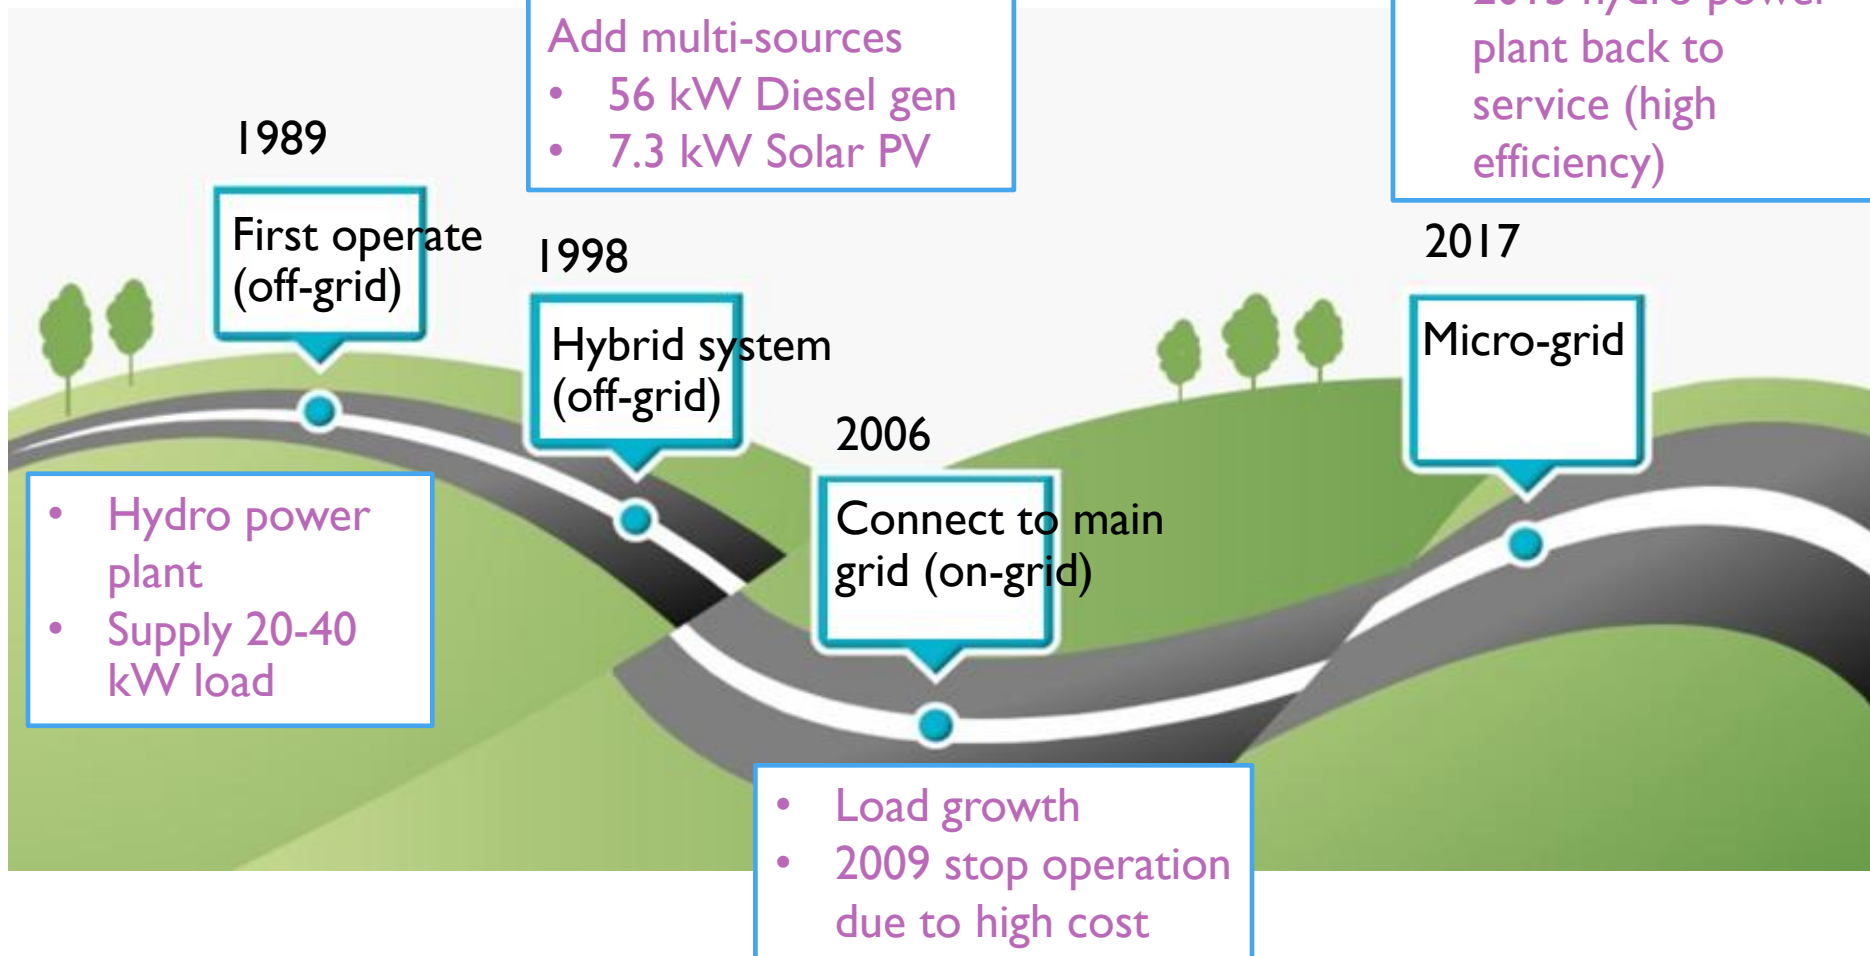 1989
First operate
(off-grid)
• Hydro power
plant
• Supply 20-40
kW load
Add multi-sources
• 56 kW Diesel gen
• 7.3 kW Solar PV
1998
Hybrid system
(off-grid)
2006
Connect to main
grid (on-grid)
• Load growth
• 2009 stop operation
due to high cost
hydro power
plant back to
service (high
efficiency)
2017
Micro-grid